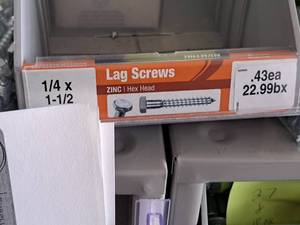 1/4 x
1-1/2
Lag Screws
ZINC | Hex Head
.43ea
22.99bx